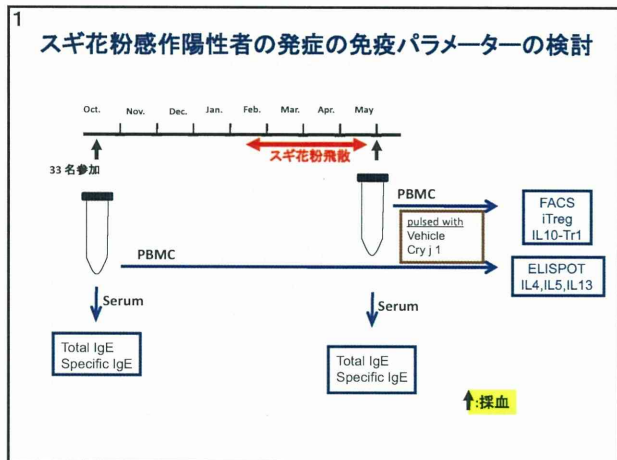 1
スギ花粉感作陽性者の発症の免疫パラメーターの検討
Oct. Nov. Dec. Jan. Feb. Mar. Apr. May
スギ花粉飛散
33 名参加
PBMC
pulsed with
Vehicle
Cry j 1
FACS
iTreg
IL10-Tr1
PBMC
ELISPOT
IL4,IL5,IL13
Serum
Serum
Total IgE
Specific IgE
Total IgE
Specific IgE
:採血